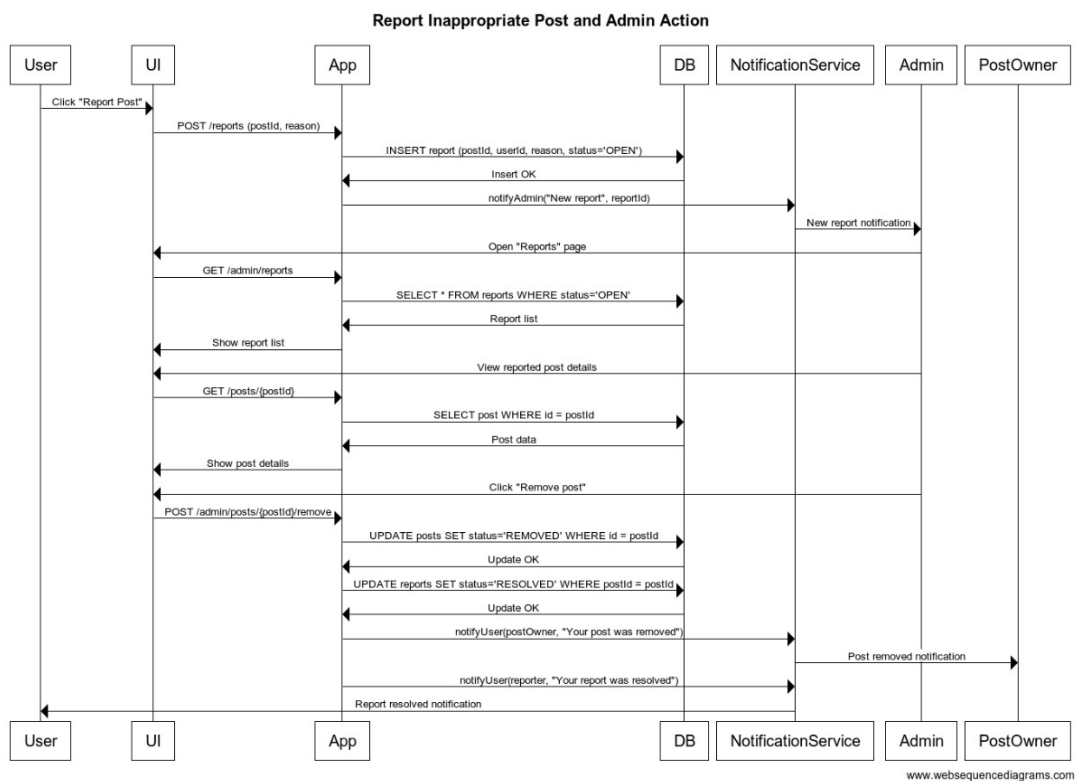 Report Inappropriate Post and Admin Action
User UI App DB NotificationService Admin PostOwner
Click "Report Post"
POST /reports (postId, reason)
INSERT report (postId, userId, reason, status='OPEN')
Insert OK
notifyAdmin("New report", reportId)
New report notification
Open "Reports" page
GET /admin/reports
SELECT * FROM reports WHERE status='OPEN'
Report list
Show report list
View reported post details
GET /posts/{postId}
SELECT post WHERE id = postId
Post data
Show post details
Click "Remove post"
POST /admin/posts/{postId}/remove
UPDATE posts SET status='REMOVED' WHERE id = postId
Update OK
UPDATE reports SET status='RESOLVED' WHERE postId = postId
Update OK
notifyUser(postOwner, "Your post was removed")
Post removed notification
notifyUser(reporter, "Your report was resolved")
Report resolved notification
User UI App DB NotificationService Admin PostOwner
www.websequencediagrams.com